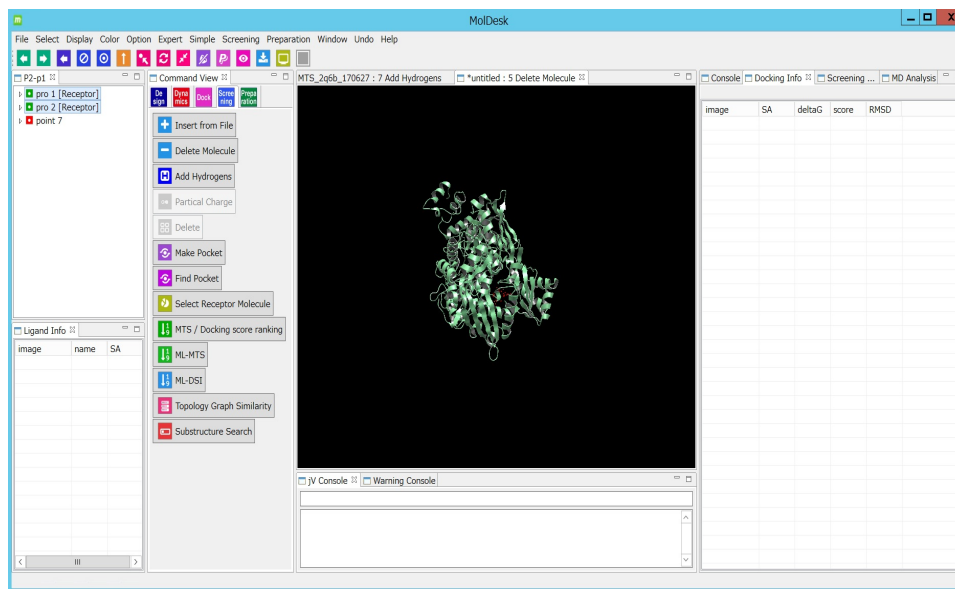 MolDesk
File Select Display Color Option Expert Simple Screening Preparation Window Undo Help
P2-p1
pro 1 [Receptor]
pro 2 [Receptor]
point 7
Ligand Info
image name SA
Command View
De sign
Dyna mics
Dock
Scree ning
Prepa ration
Insert from File
Delete Molecule
Add Hydrogens
Partical Charge
Delete
Make Pocket
Find Pocket
Select Receptor Molecule
MTS / Docking score ranking
ML-MTS
ML-DSI
Topology Graph Similarity
Substructure Search
MTS_2q6b_170627 : 7 Add Hydrogens
*untitled : 5 Delete Molecule
jV Console
Warning Console
Console
Docking Info
Screening ...
MD Analysis
image SA deltaG score RMSD